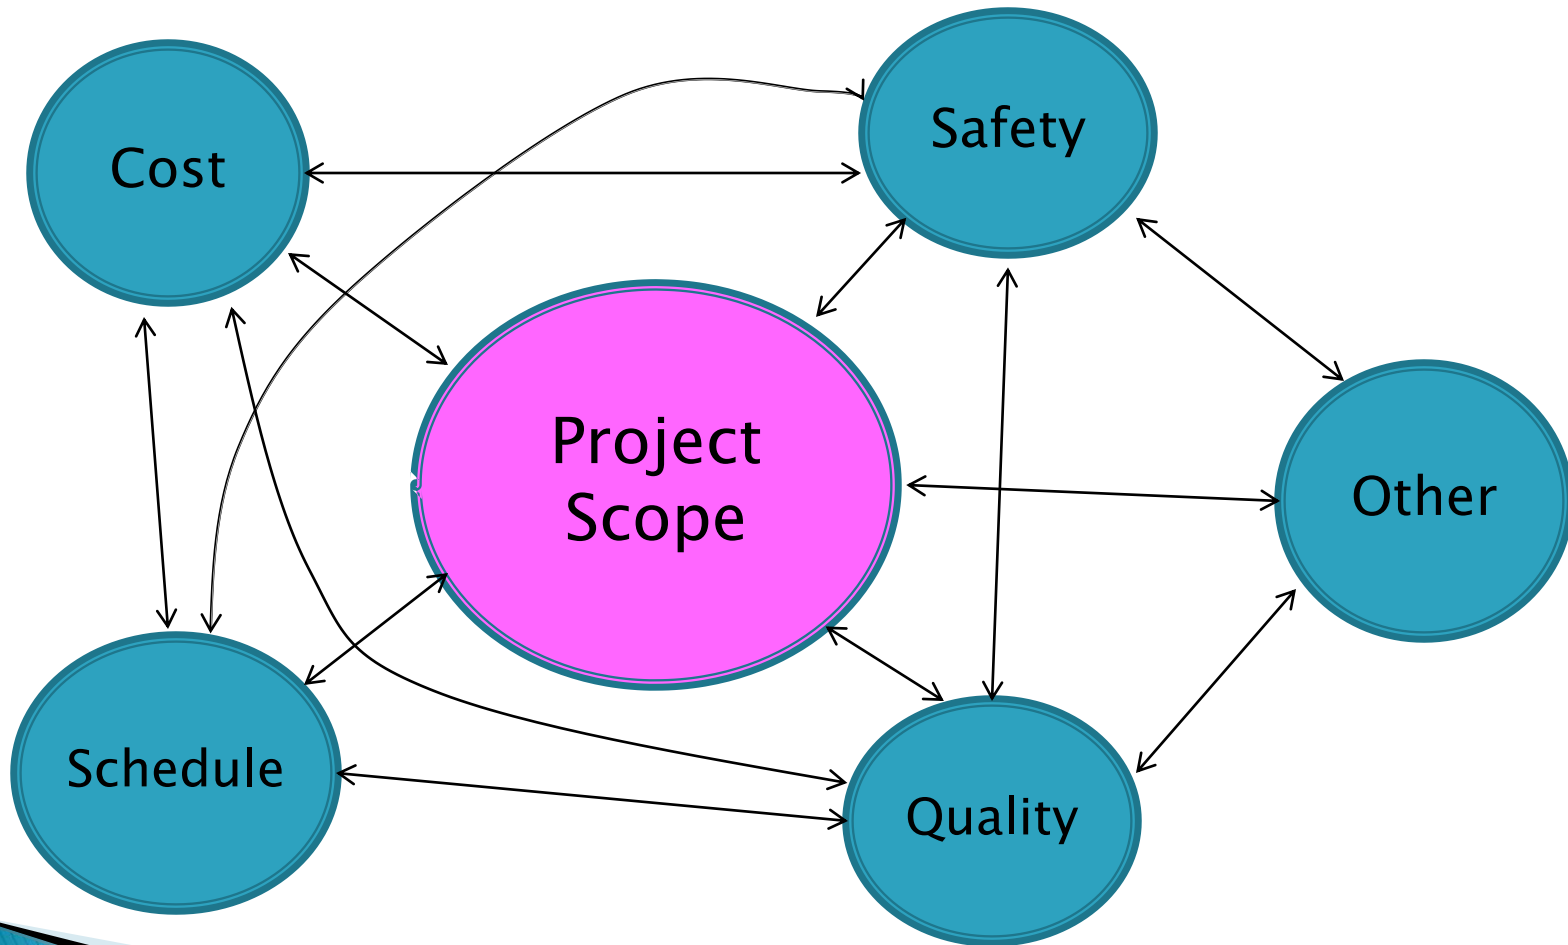 Cost
Safety
Project
Scope
Other
Schedule
Quality